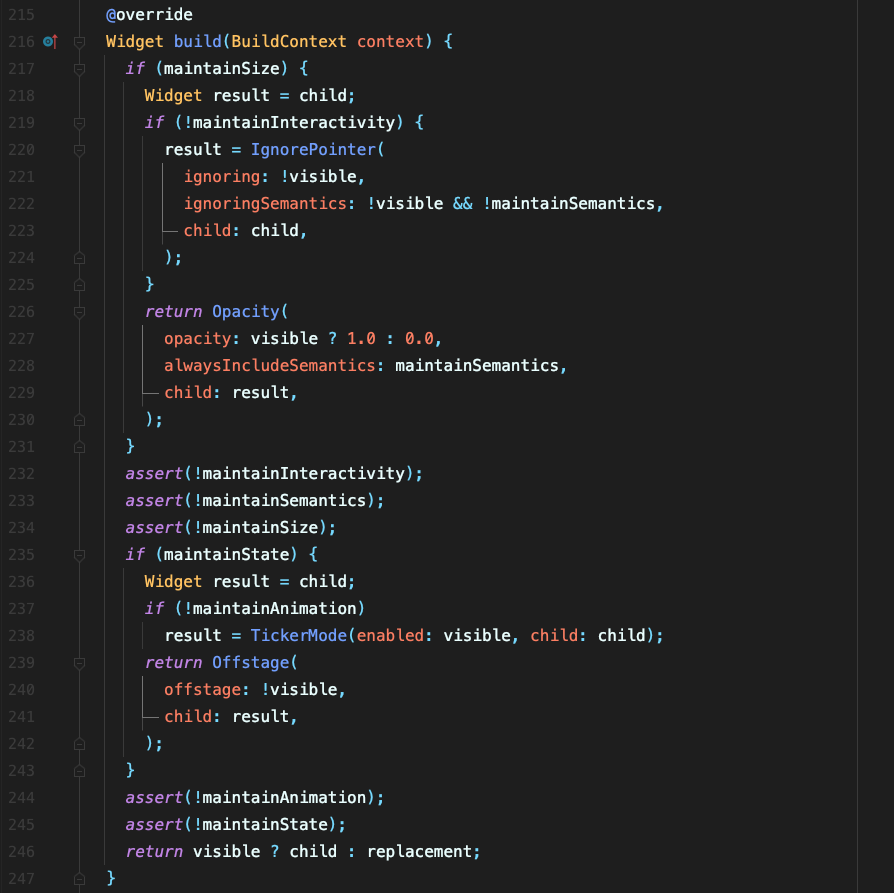 215 @override
216 Widget build(BuildContext context) {
217 if (maintainSize) {
218 Widget result = child;
219 if (!maintainInteractivity) {
220 result = IgnorePointer(
221 ignoring: !visible,
222 ignoringSemantics: !visible && !maintainSemantics,
223 child: child,
224 );
225 }
226 return Opacity(
227 opacity: visible ? 1.0 : 0.0,
228 alwaysIncludeSemantics: maintainSemantics,
229 child: result,
230 );
231 }
232 assert(!maintainInteractivity);
233 assert(!maintainSemantics);
234 assert(!maintainSize);
235 if (maintainState) {
236 Widget result = child;
237 if (!maintainAnimation)
238 result = TickerMode(enabled: visible, child: child);
239 return Offstage(
240 offstage: !visible,
241 child: result,
242 );
243 }
244 assert(!maintainAnimation);
245 assert(!maintainState);
246 return visible ? child : replacement;
247 }